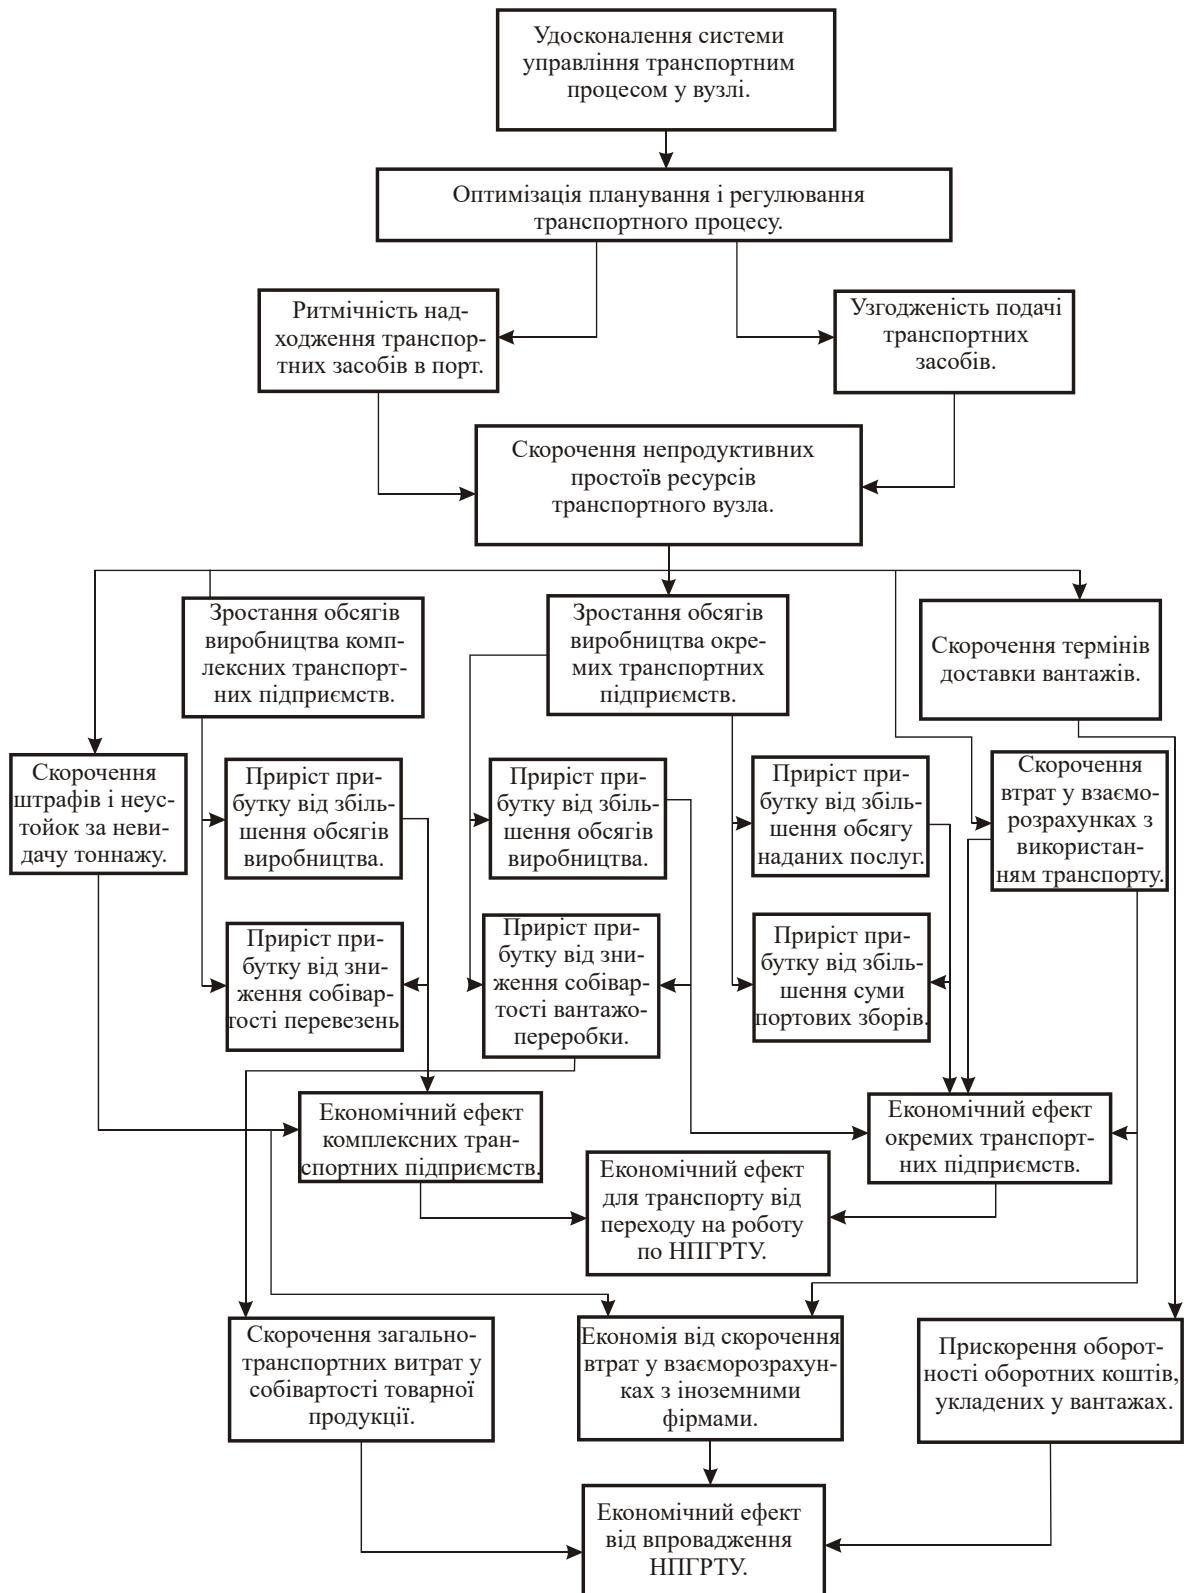 Удосконалення системи
управління транспортним
процесом у вузлі.
Оптимізація планування і регулювання
транспортного процесу.
Ритмічність над-
ходження транспор-
тних засобів в порт.
Узгодженість подачі
транспортних
засобів.
Скорочення непродуктивних
простоїв ресурсів
транспортного вузла.
Зростання обсягів
виробництва комп-
лексних транспорт-
них підприємств.
Зростання обсягів
виробництва окре-
мих транспортних
підприємств.
Скорочення термінів
доставки вантажів.
Скорочення
штрафів і неус-
тойок за неви-
дачу тоннажу.
Приріст при-
бутку від збіль-
шення обсягів
виробництва.
Приріст при-
бутку від збіль-
шення обсягів
виробництва.
Приріст при-
бутку від збіль-
шення обсягу
наданих послуг.
Скорочення
втрат у взаємо-
розрахунках з
використан-
ням транспорту.
Приріст при-
бутку від зни-
ження собівар-
тості перевезень
Приріст при-
бутку від зни-
ження собівар-
тості вантажо-
переробки.
Приріст при-
бутку від збіль-
шення суми
портових зборів.
Економічний ефект
комплексних тран-
спортних підприємств.
Економічний ефект
окремих транспорт-
них підприємств.
Економічний ефект
для транспорту від
переходу на роботу
по НПГРТУ.
Скорочення загально-
транспортних витрат у
собівартості товарної
продукції.
Економія від скорочення
втрат у взаєморозрахун-
ках з іноземними
фірмами.
Прискорення оборот-
ності оборотних коштів,
укладених у вантажах.
Економічний ефект
від впровадження
НПГРТУ.